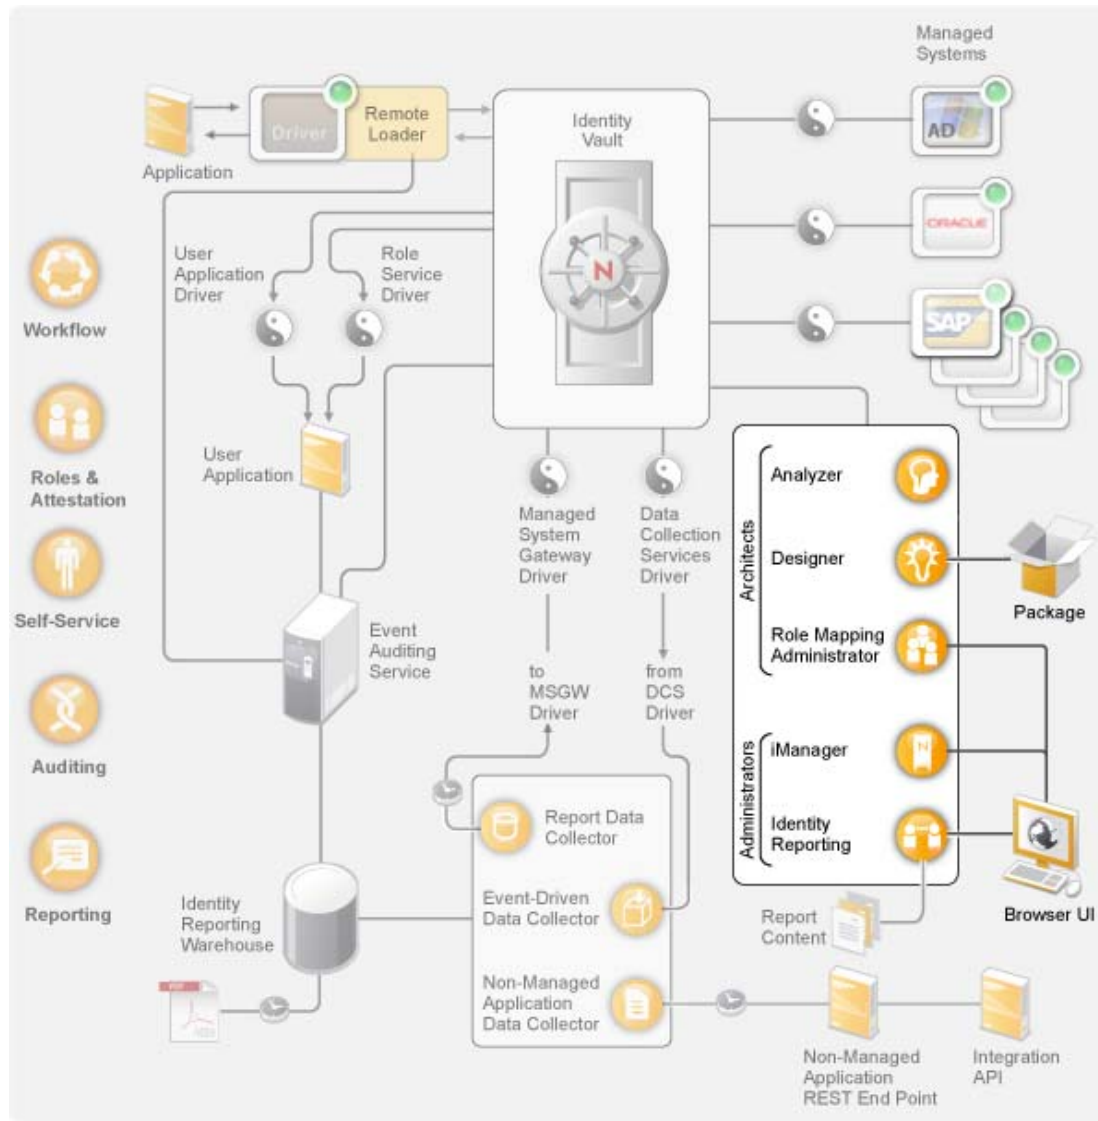 Managed
Systems
Driver
Remote
Loader
Application
Identity
Vault
N
AD
ORACLE
SAP
User
Application
Driver
Role
Service
Driver
Workflow
Roles &
Attestation
Self-Service
Auditing
Reporting
User
Application
Managed
System
Gateway
Driver
Data
Collection
Services
Driver
Event
Auditing
Service
to
MSGW
Driver
from
DCS
Driver
Architects
Analyzer
Designer
Role Mapping
Administrator
Package
Administrators
iManager
N
Identity
Reporting
Browser UI
Report Data
Collector
Event-Driven
Data Collector
Non-Managed
Application
Data Collector
Identity
Reporting
Warehouse
PDF
Report
Content
Non-Managed
Application
REST End Point
Integration
API